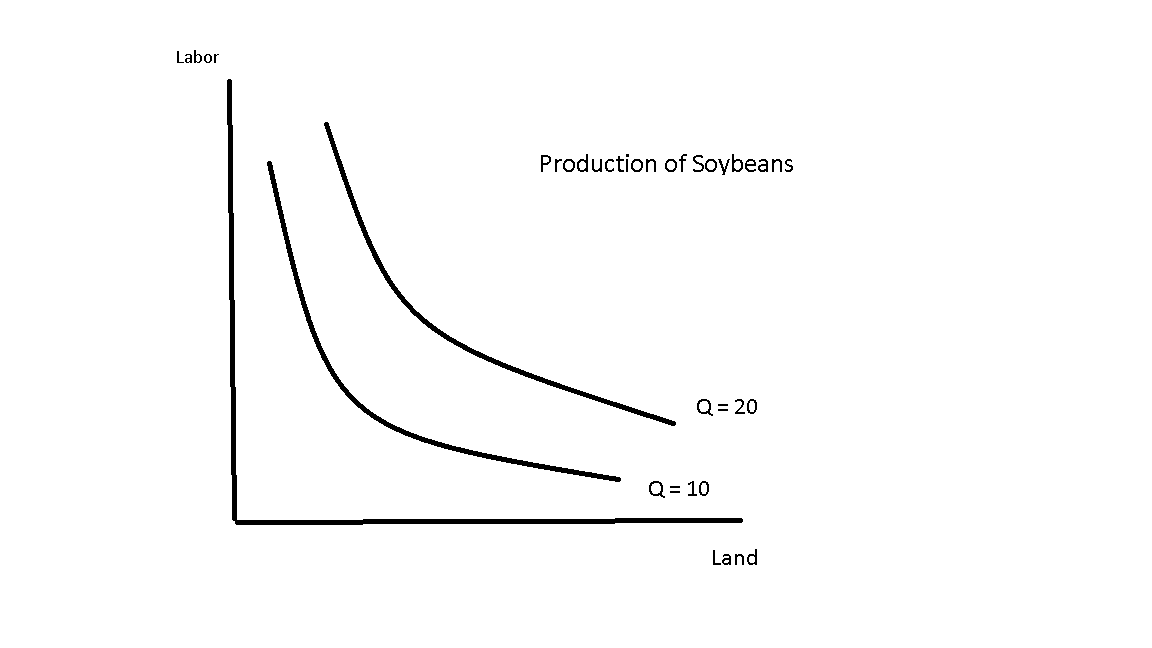 Labor
Production of Soybeans
Q = 20
Q = 10
Land